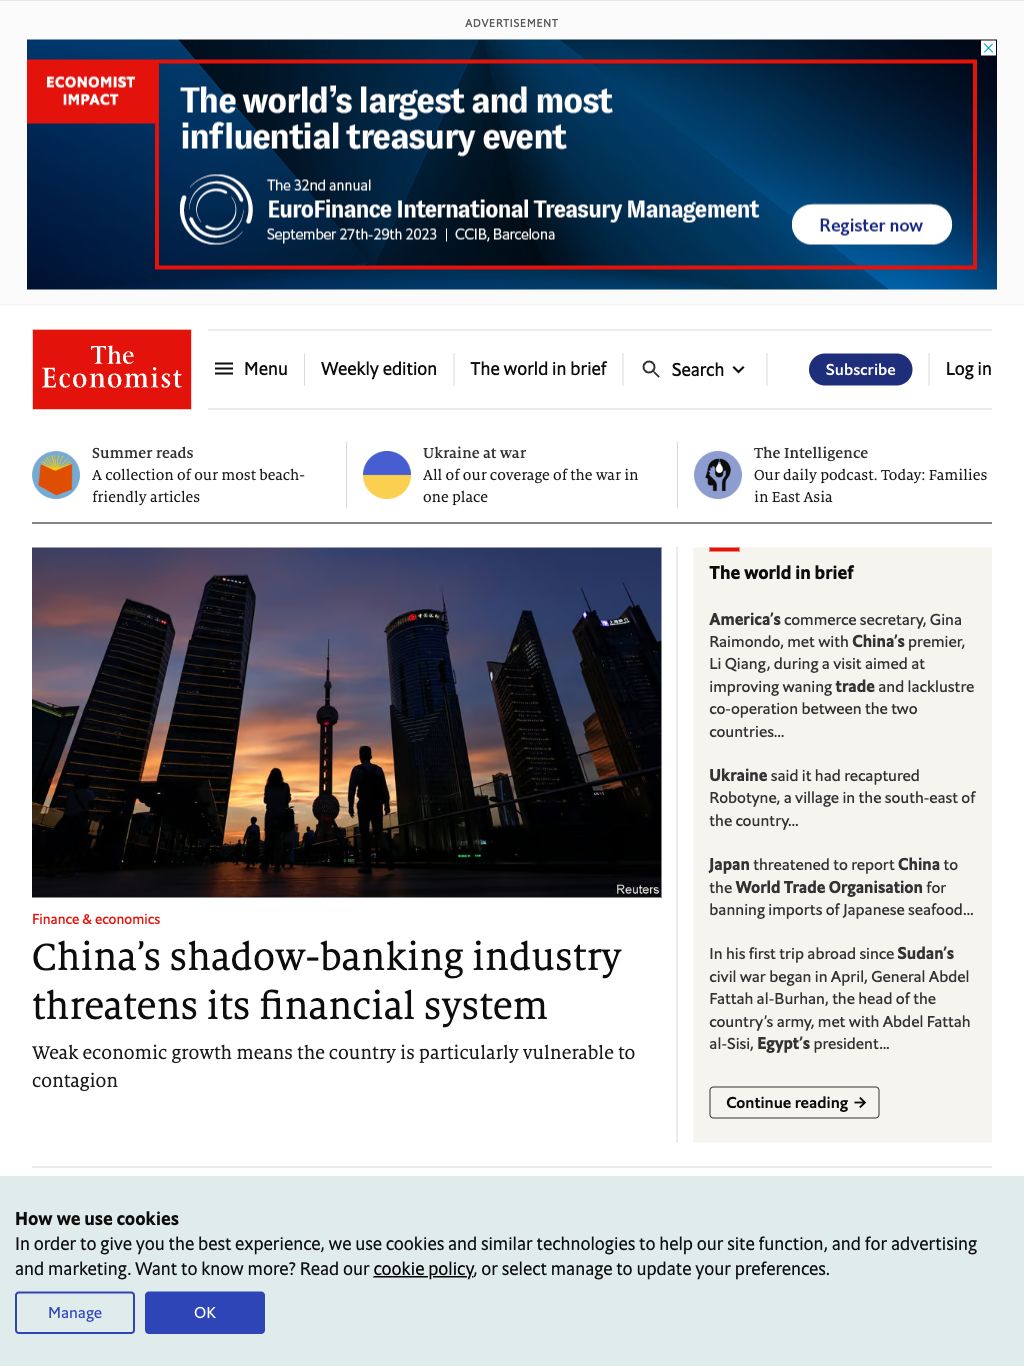 ADVERTISEMENT
ECONOMIST
IMPACT
The world's largest and most
influential treasury event
The 32nd annual
EuroFinance International Treasury Management
September 27th-29th 2023 | CCIB, Barcelona
Register now
The
Economist
Menu
Weekly edition
The world in brief
Search
Subscribe
Log in
Summer reads
A collection of our most beach-
friendly articles
Ukraine at war
All of our coverage of the war in
one place
The Intelligence
Our daily podcast. Today: Families
in East Asia
Reuters
Finance & economics
China's shadow-banking industry
threatens its financial system
Weak economic growth means the country is particularly vulnerable to
contagion
The world in brief
America's commerce secretary, Gina
Raimondo, met with China's premier,
Li Qiang, during a visit aimed at
improving waning trade and lacklustre
co-operation between the two
countries...
Ukraine said it had recaptured
Robotyne, a village in the south-east of
the country...
Japan threatened to report China to
the World Trade Organisation for
banning imports of Japanese seafood...
In his first trip abroad since Sudan's
civil war began in April, General Abdel
Fattah al-Burhan, the head of the
country's army, met with Abdel Fattah
al-Sisi, Egypt's president...
Continue reading →
How we use cookies
In order to give you the best experience, we use cookies and similar technologies to help our site function, and for advertising
and marketing. Want to know more? Read our cookie policy, or select manage to update your preferences.
Manage
OK